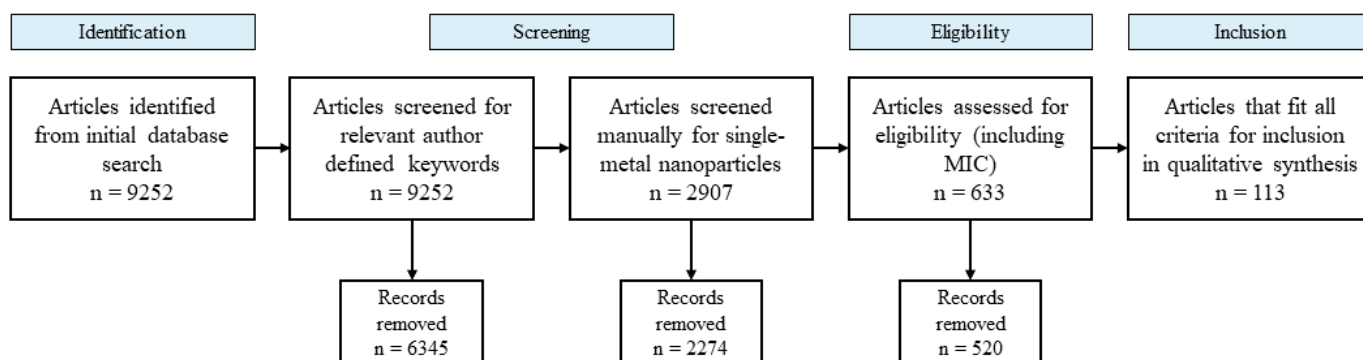 Identification
Screening
Eligibility
Inclusion
Articles identified
from initial database
search
n = 9252
Articles screened for
relevant author
defined keywords
n = 9252
Articles screened
manually for single-
metal nanoparticles
n = 2907
Articles assessed for
eligibility (including
MIC)
n = 633
Articles that fit all
criteria for inclusion
in qualitative synthesis
n = 113
Records
removed
n = 6345
Records
removed
n = 2274
Records
removed
n = 520